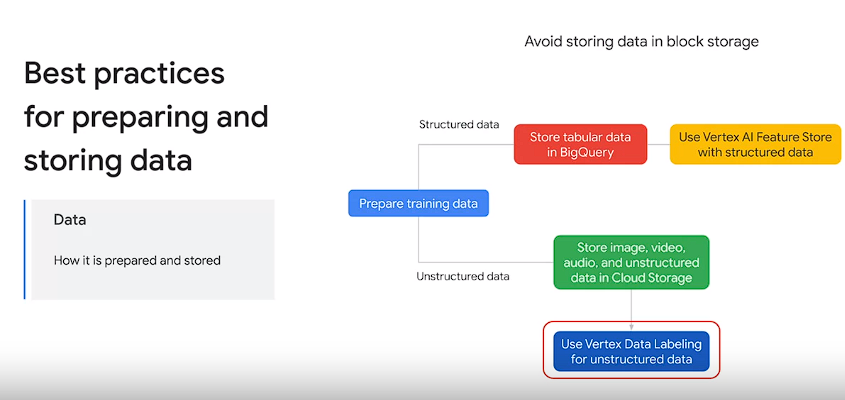 Avoid storing data in block storage
Best practices
for preparing and
storing data
Data
How it is prepared and stored
Structured data
Store tabular data
in BigQuery
Use Vertex AI Feature Store
with structured data
Prepare training data
Unstructured data
Store image, video,
audio, and unstructured
data in Cloud Storage
Use Vertex Data Labeling
for unstructured data